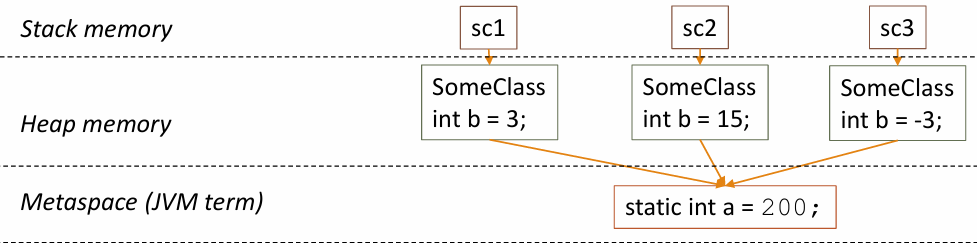 Stack memory
sc1
sc2
sc3
Heap memory
SomeClass
int b = 3;
SomeClass
int b = 15;
SomeClass
int b = -3;
Metaspace (JVM term)
static int a = 200;